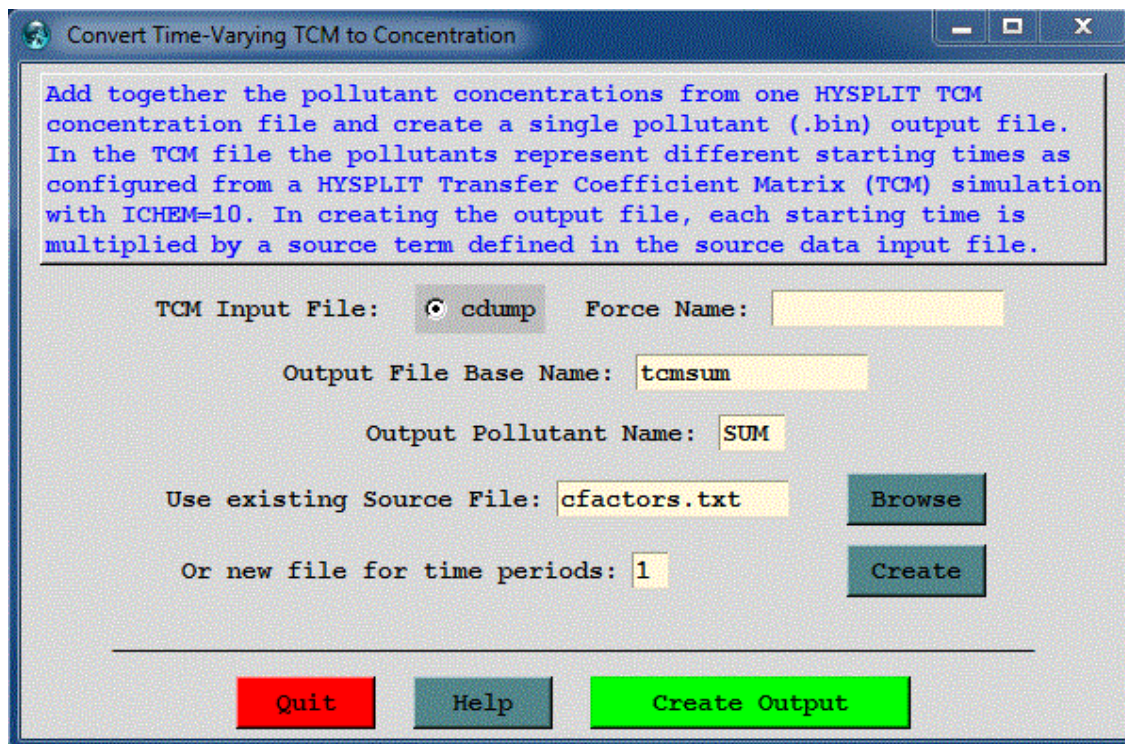 Convert Time-Varying TCM to Concentration
Add together the pollutant concentrations from one HYSPLIT TCM
concentration file and create a single pollutant (.bin) output file.
In the TCM file the pollutants represent different starting times as
configured from a HYSPLIT Transfer Coefficient Matrix (TCM) simulation
with ICHEM=10. In creating the output file, each starting time is
multiplied by a source term defined in the source data input file.
TCM Input File: cdump Force Name:
Output File Base Name: tcmsum
Output Pollutant Name: SUM
Use existing Source File: cfactors.txt Browse
Or new file for time periods: 1 Create
Quit Help Create Output